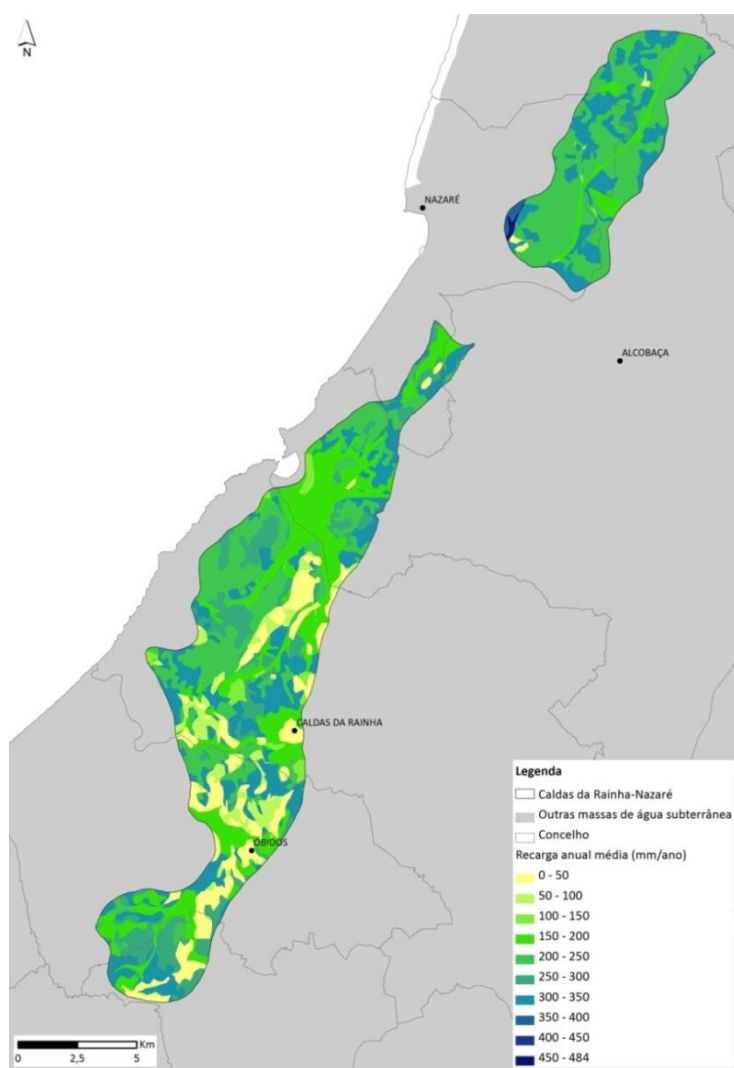 N
NAZARÉ
ALCOBAÇA
CALDAS DA RAINHA
ÓBIDOS
Legenda
Caldas da Rainha-Nazaré
Outras massas de água subterrânea
Concelho
Recarga anual média (mm/ano)
0 - 50
50 - 100
100 - 150
150 - 200
200 - 250
250 - 300
300 - 350
350 - 400
400 - 450
450 - 484
Km
0 2,5 5